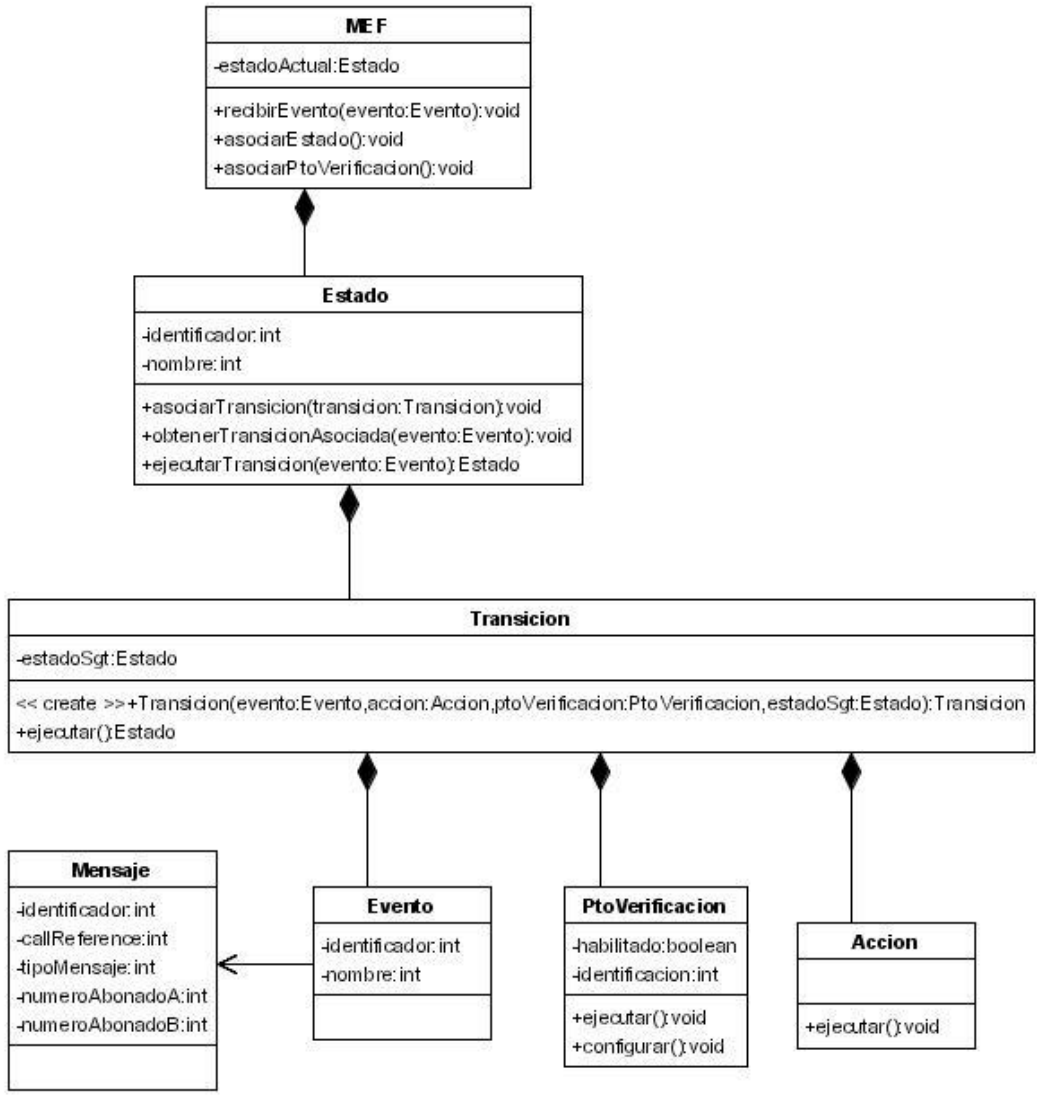 MEF
-estadoActual:Estado
+recibirEvento(evento:Evento):void
+asociarEstado():void
+asociarPtoVerificacion():void
Estado
-identificador:int
-nombre:int
+asociarTransicion(transicion:Transicion):void
+obtenerTransicionAsociada(evento:Evento):void
+ejecutarTransicion(evento:Evento):Estado
Transicion
-estadoSgt:Estado
<< create >>+Transicion(evento:Evento,accion:Accion,ptoVerificacion:PtoVerificacion,estadoSgt:Estado):Transicion
+ejecutar():Estado
Mensaje
-identificador:int
-callReference:int
-tipoMensaje:int
-numeroAbonadoA:int
-numeroAbonadoB:int
Evento
-identificador:int
-nombre:int
PtoVerificacion
-habilitado:boolean
-identificacion:int
+ejecutar():void
+configurar():void
Accion
+ejecutar():void